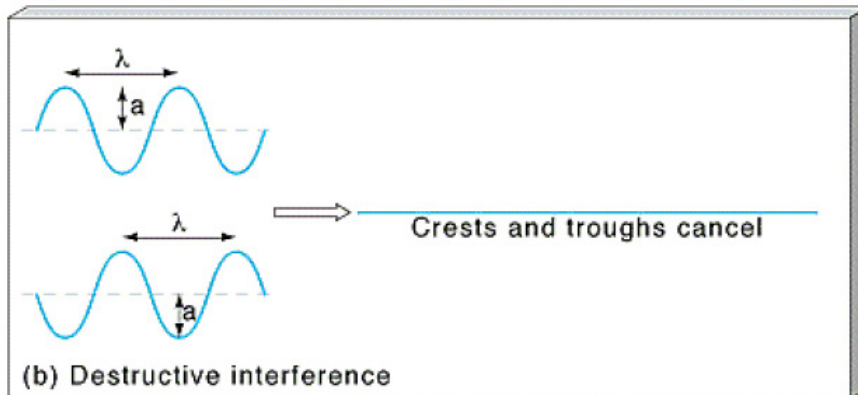 λ
a
λ
a
Crests and troughs cancel
(b) Destructive interference